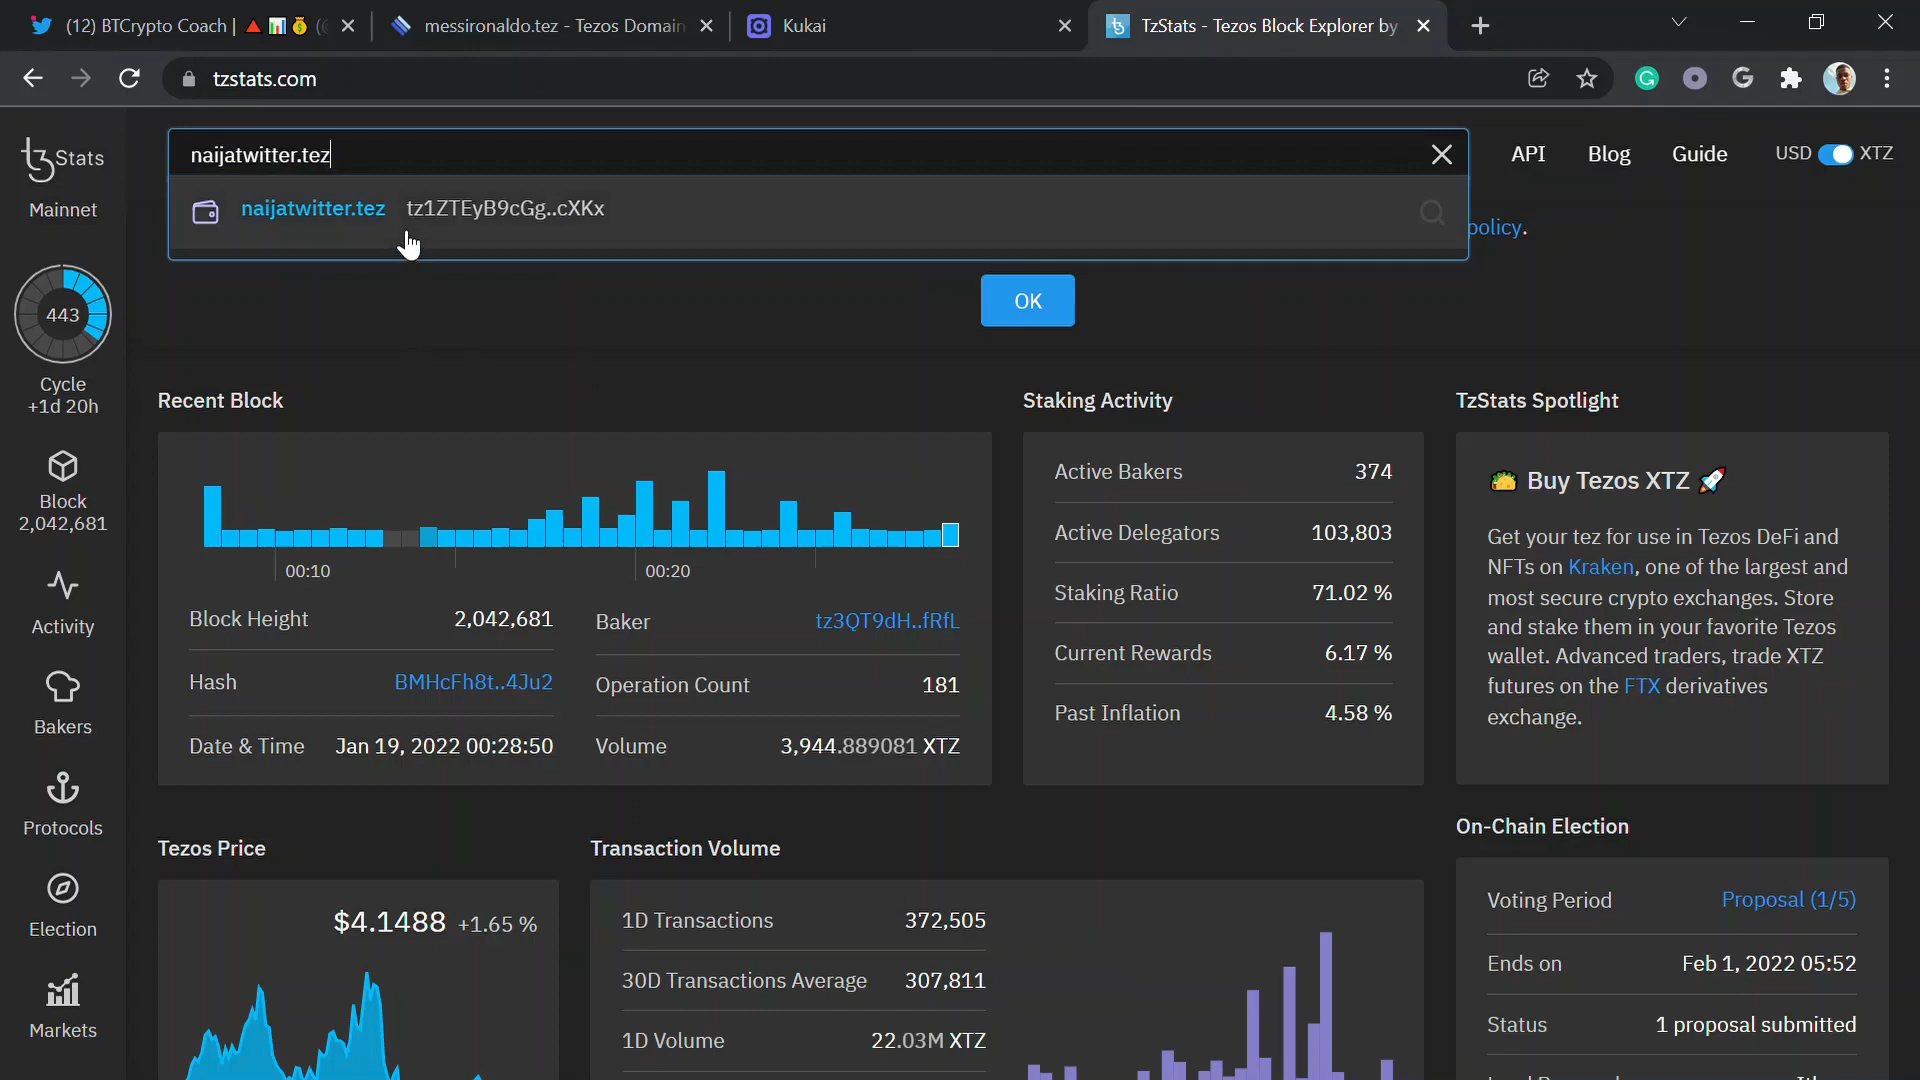 (12) BTCrypto Coach | 🔺📊💰 ((
messironaldo.tez - Tezos Domain
Kukai
TzStats - Tezos Block Explorer by
tzstats.com
tzStats
Mainnet
naijatwitter.tez
API
Blog
Guide
USD
XTZ
naijatwitter.tez tz1ZTEyB9cGg..cXKx
policy.
OK
443
Cycle
+1d 20h
Block
2,042,681
Activity
Bakers
Protocols
Election
Markets
Recent Block
00:10
00:20
Block Height 2,042,681
Hash BMHcFh8t..4Ju2
Date & Time Jan 19, 2022 00:28:50
Baker tz3QT9dH..fRfL
Operation Count 181
Volume 3,944.889081 XTZ
Staking Activity
Active Bakers 374
Active Delegators 103,803
Staking Ratio 71.02 %
Current Rewards 6.17 %
Past Inflation 4.58 %
TzStats Spotlight
🌮 Buy Tezos XTZ 🚀
Get your tez for use in Tezos DeFi and
NFTs on Kraken, one of the largest and
most secure crypto exchanges. Store
and stake them in your favorite Tezos
wallet. Advanced traders, trade XTZ
futures on the FTX derivatives
exchange.
Tezos Price
$4.1488 +1.65 %
Transaction Volume
1D Transactions 372,505
30D Transactions Average 307,811
1D Volume 22.03M XTZ
On-Chain Election
Voting Period Proposal (1/5)
Ends on Feb 1, 2022 05:52
Status 1 proposal submitted